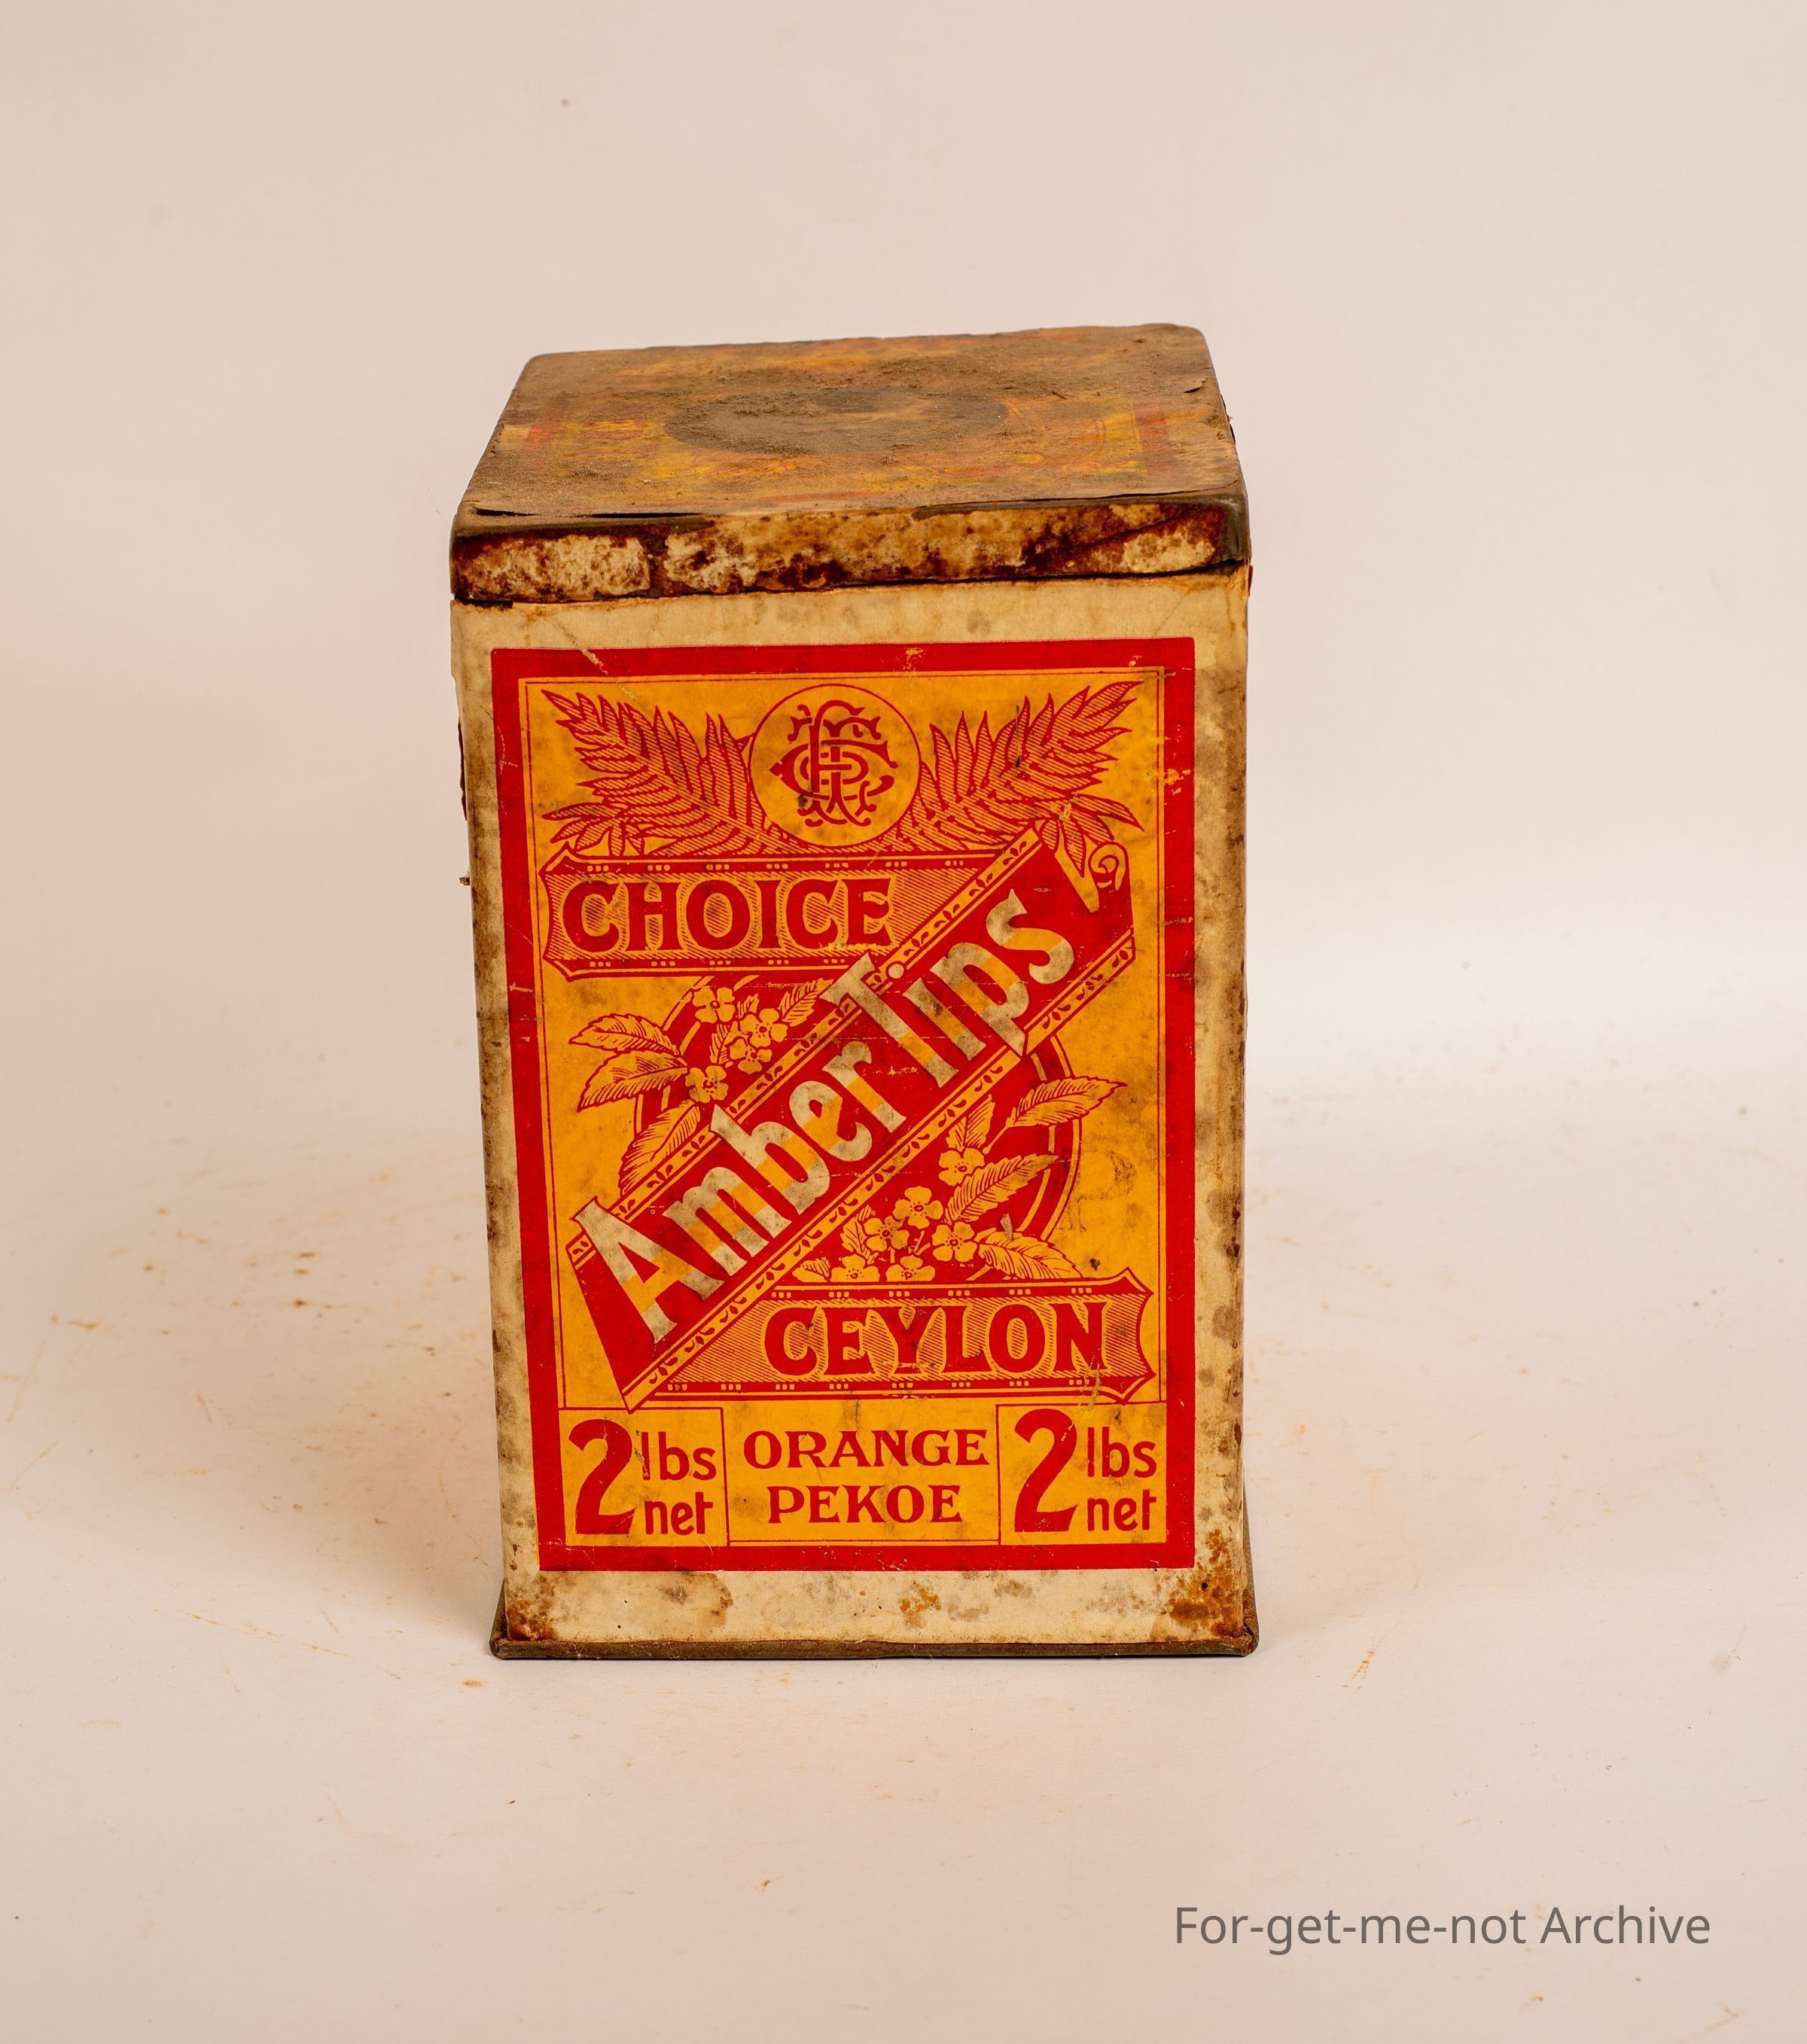 CHOICE
Amber Tips
CEYLON
2 lbs net
ORANGE
PEKOE
2 lbs net
For-get-me-not Archive